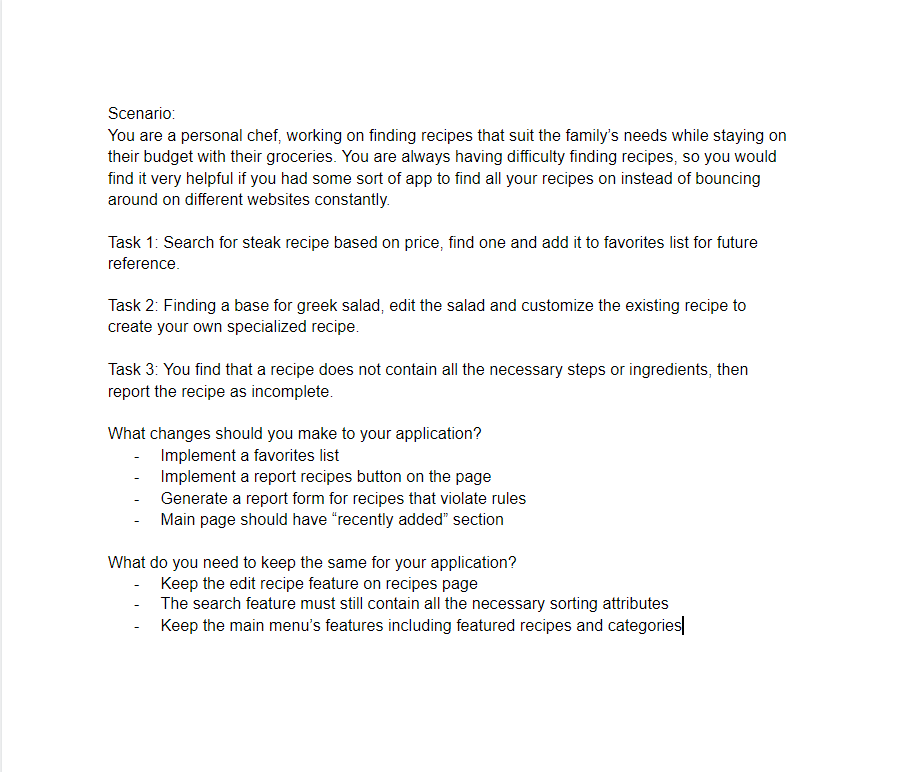 Scenario:
You are a personal chef, working on finding recipes that suit the family's needs while staying on
their budget with their groceries. You are always having difficulty finding recipes, so you would
find it very helpful if you had some sort of app to find all your recipes on instead of bouncing
around on different websites constantly.
Task 1: Search for steak recipe based on price, find one and add it to favorites list for future
reference.
Task 2: Finding a base for greek salad, edit the salad and customize the existing recipe to
create your own specialized recipe.
Task 3: You find that a recipe does not contain all the necessary steps or ingredients, then
report the recipe as incomplete.
What changes should you make to your application?
- Implement a favorites list
- Implement a report recipes button on the page
- Generate a report form for recipes that violate rules
- Main page should have “recently added” section
What do you need to keep the same for your application?
- Keep the edit recipe feature on recipes page
- The search feature must still contain all the necessary sorting attributes
- Keep the main menu's features including featured recipes and categories